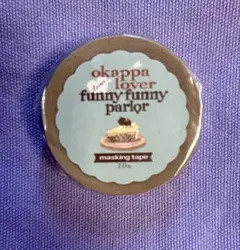 okappa
lover
funny funny
parlor
masking tape